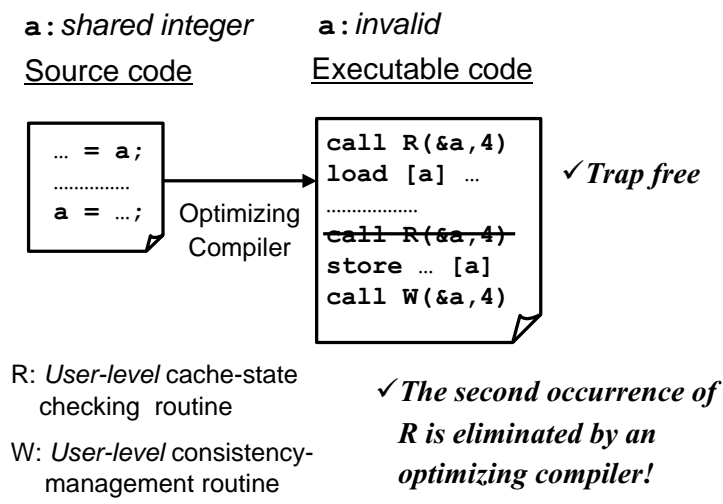 a: shared integer
a: invalid
Source code
Executable code
… = a;
……………
a = …;
Optimizing
Compiler
call R(&a,4)
load [a] …
………………
call R(&a,4)
store … [a]
call W(&a,4)
✓Trap free
R: User-level cache-state
checking routine
W: User-level consistency-
management routine
✓The second occurrence of
R is eliminated by an
optimizing compiler!